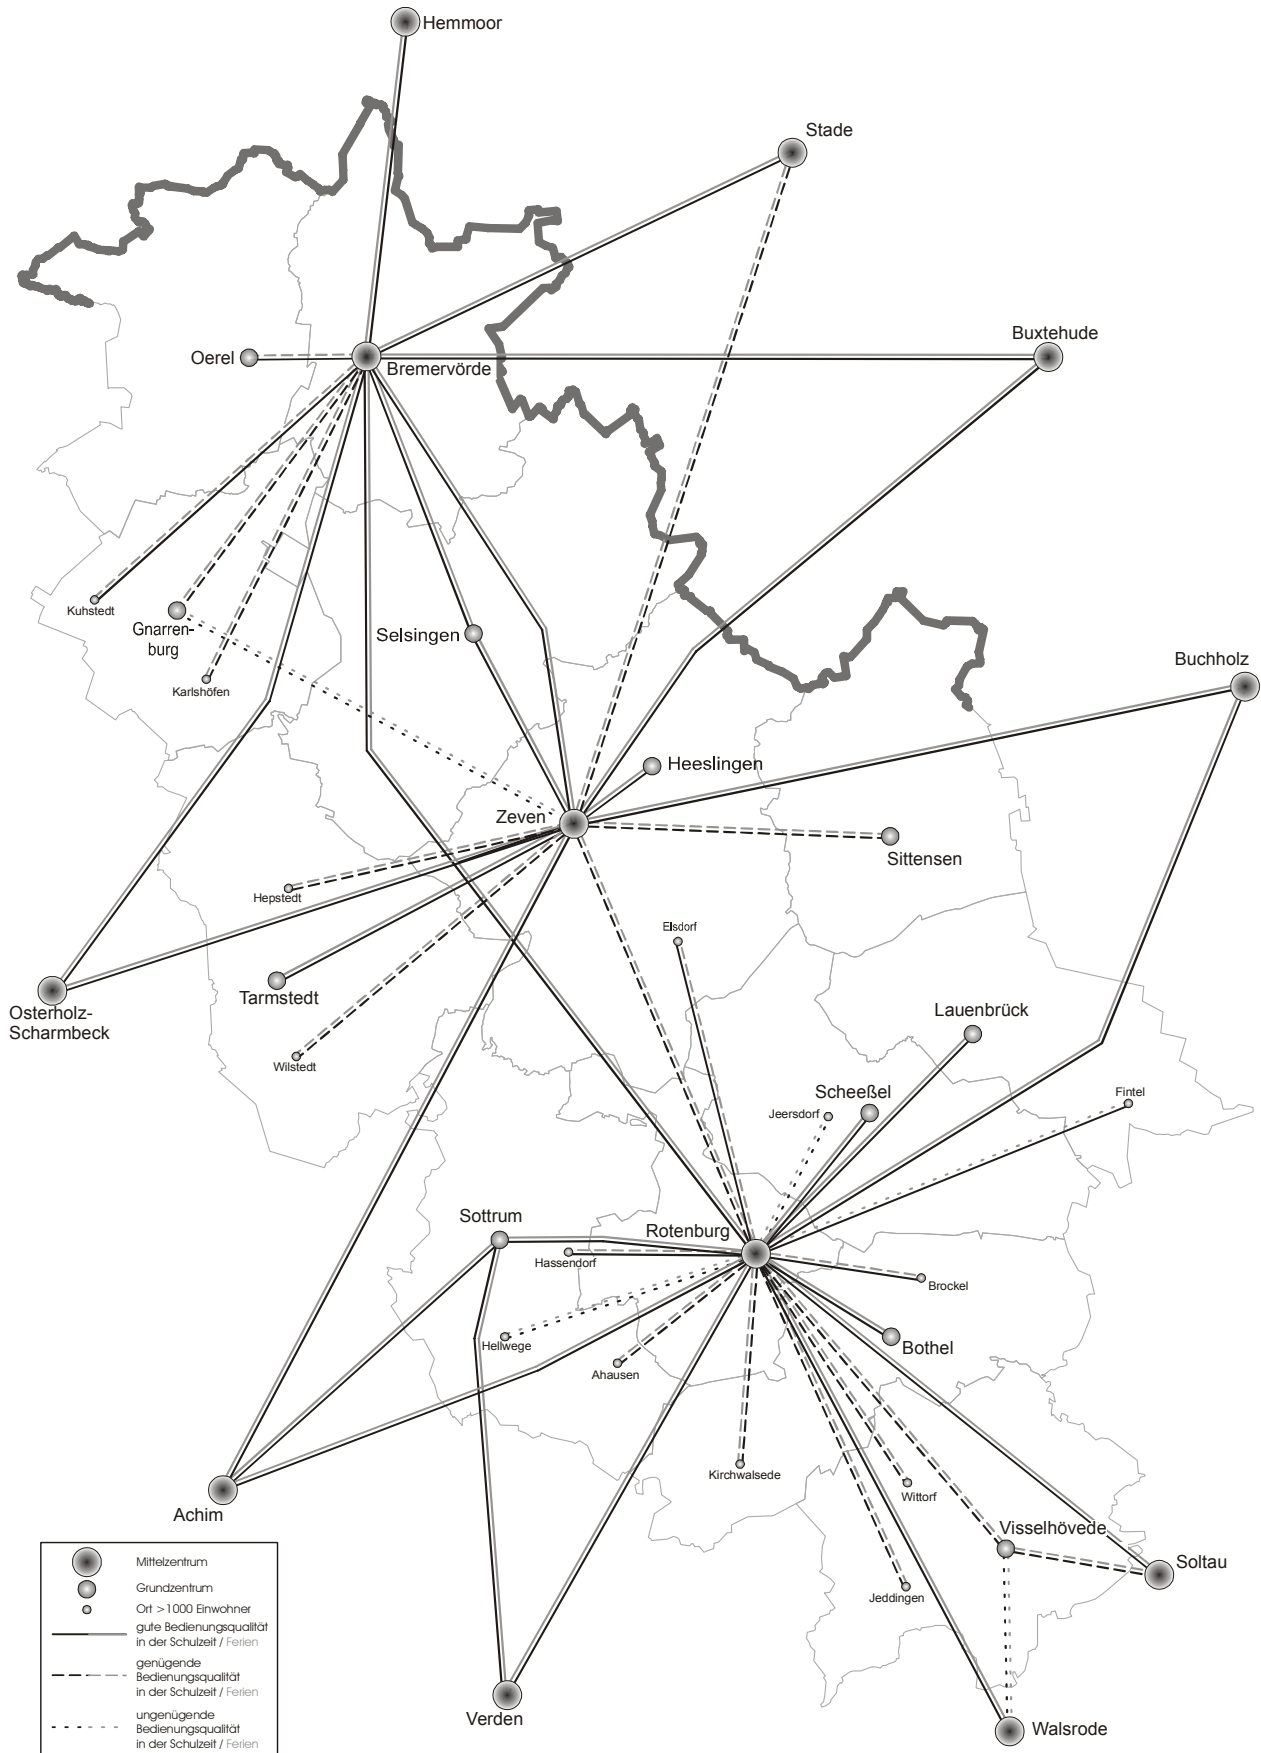 Hemmoor
Stade
Buxtehude
Oerel
Bremervörde
Kuhstedt
Gnarren-
burg
Selsingen
Karlshöfen
Buchholz
Heeslingen
Zeven
Sittensen
Hepstedt
Elsdorf
Tarmstedt
Osterholz-
Scharmbeck
Lauenbrück
Wilstedt
Scheeßel
Jeersdorf
Fintel
Sottrum
Rotenburg
Hassendorf
Brockel
Hellwege
Bothel
Ahausen
Kirchwalsede
Wittorf
Achim
Visselhövede
Soltau
Jeddingen
Verden
Walsrode
Mittelzentrum
Grundzentrum
Ort >1000 Einwohner
gute Bedienungsqualität
in der Schulzeit / Ferien
genügende
Bedienungsqualität
in der Schulzeit / Ferien
ungenügende
Bedienungsqualität
in der Schulzeit / Ferien